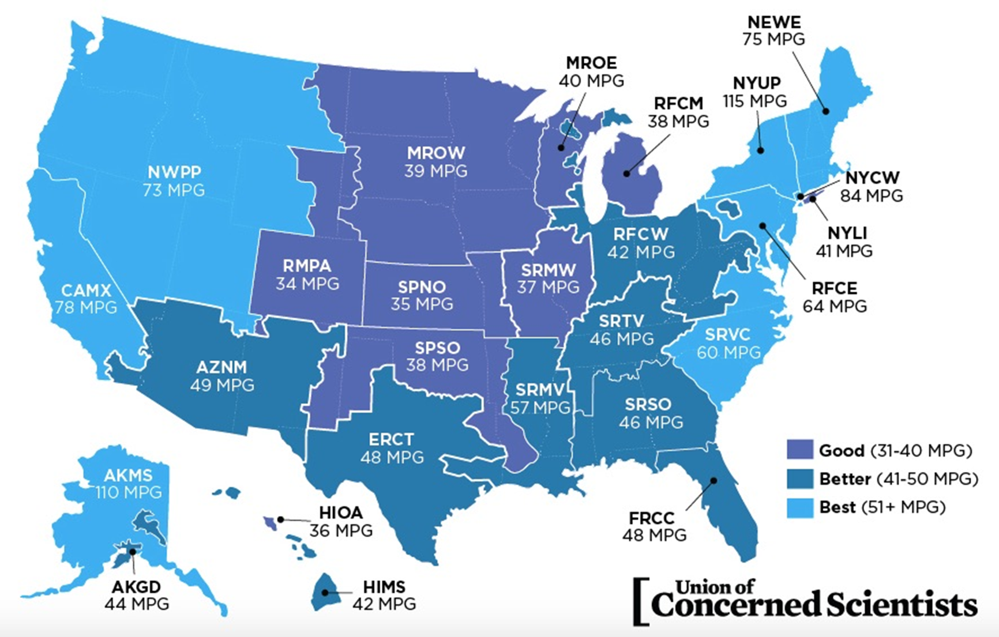 NEWE
75 MPG
MROE
40 MPG
NYUP
115 MPG
RFCM
38 MPG
MROW
39 MPG
NWPP
73 MPG
NYCW
84 MPG
NYLI
41 MPG
RFCW
42 MPG
RMPA
34 MPG
SRMW
37 MPG
SPNO
35 MPG
CAMX
78 MPG
RFCE
64 MPG
SRTV
46 MPG
SRVC
60 MPG
SPSO
38 MPG
AZNM
49 MPG
SRMV
57 MPG
SRSO
46 MPG
ERCT
48 MPG
Good (31-40 MPG)
Better (41-50 MPG)
Best (51+ MPG)
AKMS
110 MPG
HIOA
36 MPG
FRCC
48 MPG
AKGD
44 MPG
HIMS
42 MPG
Union of
Concerned Scientists